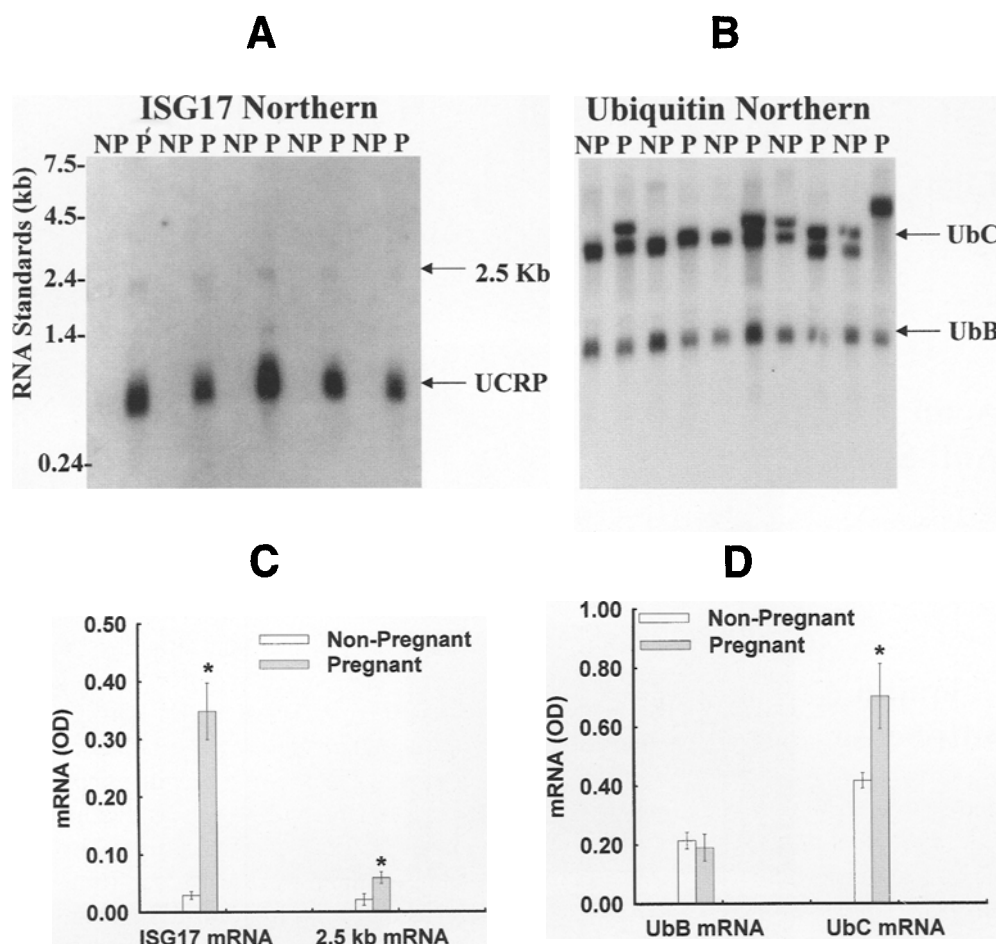 A
ISG17 Northern
NP P NP P NP P NP P NP P
RNA Standards (kb)
7.5-
4.5-
2.4-
1.4-
0.24-
2.5 Kb
UCRP
B
Ubiquitin Northern
NP P NP P NP P NP P NP P
UbC
UbB
C
mRNA (OD)
0.50
0.40
0.30
0.20
0.10
0.00
Non-Pregnant
Pregnant
*
*
ISG17 mRNA 2.5 kb mRNA
D
mRNA (OD)
1.00
0.80
0.60
0.40
0.20
0.00
Non-Pregnant
Pregnant
*
UbB mRNA UbC mRNA